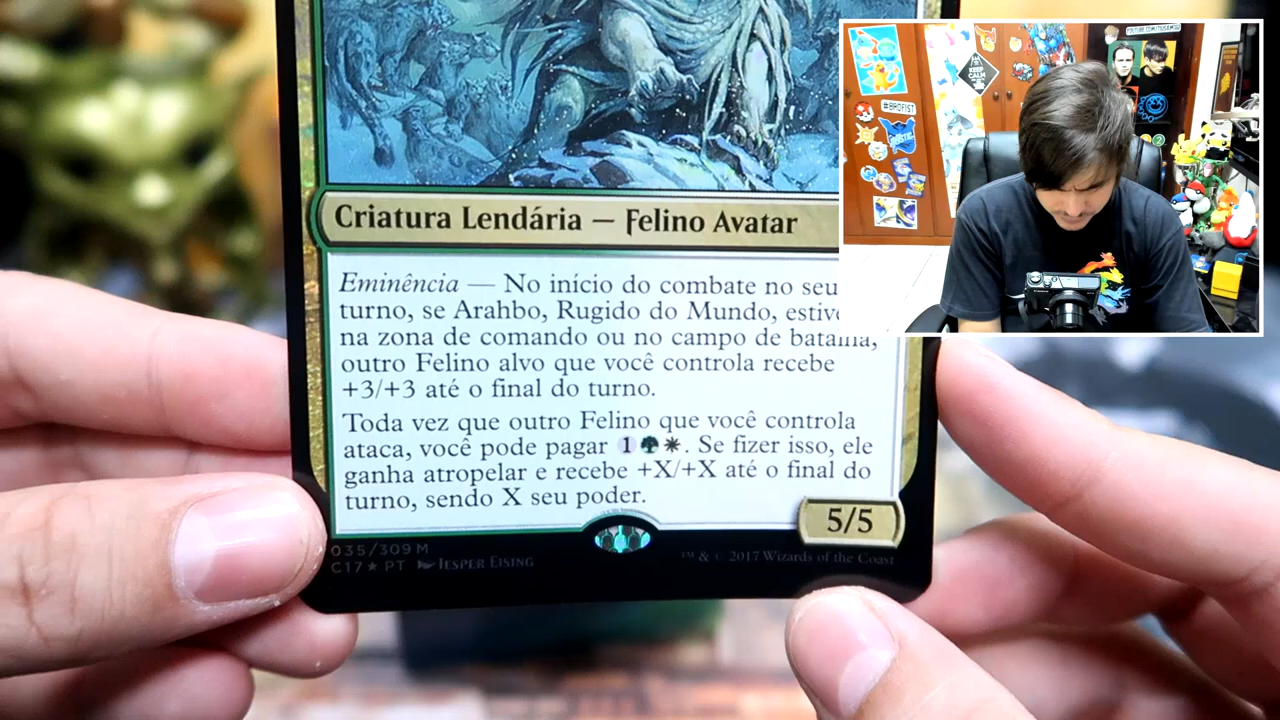 Criatura Lendária — Felino Avatar
Eminência — No início do combate no seu
turno, se Arahbo, Rugido do Mundo,
na zona de comando ou no campo de batalha,
outro Felino alvo que você controla recebe
+3/+3 até o final do turno.
Toda vez que outro Felino que você controla
ataca, você pode pagar 1. Se fizer isso, ele
ganha atropelar e recebe +X/+X até o final do
turno, sendo X seu poder.
5/5
035/309 M
C17★PT JESPER EISING
™ & © 2017 Wizards of the Coast
KEEP
CALM
#BROFIST